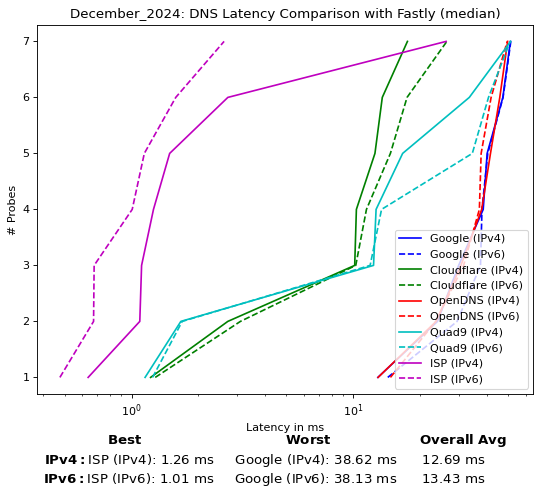 December_2024: DNS Latency Comparison with Fastly (median)
7
6
5
4
3
2
1
# Probes
Google (IPv4)
Google (IPv6)
Cloudflare (IPv4)
Cloudflare (IPv6)
OpenDNS (IPv4)
OpenDNS (IPv6)
Quad9 (IPv4)
Quad9 (IPv6)
ISP (IPv4)
ISP (IPv6)
10⁰ 10¹
Latency in ms
Best Worst Overall Avg
IPv4: ISP (IPv4): 1.26 ms Google (IPv4): 38.62 ms 12.69 ms
IPv6: ISP (IPv6): 1.01 ms Google (IPv6): 38.13 ms 13.43 ms